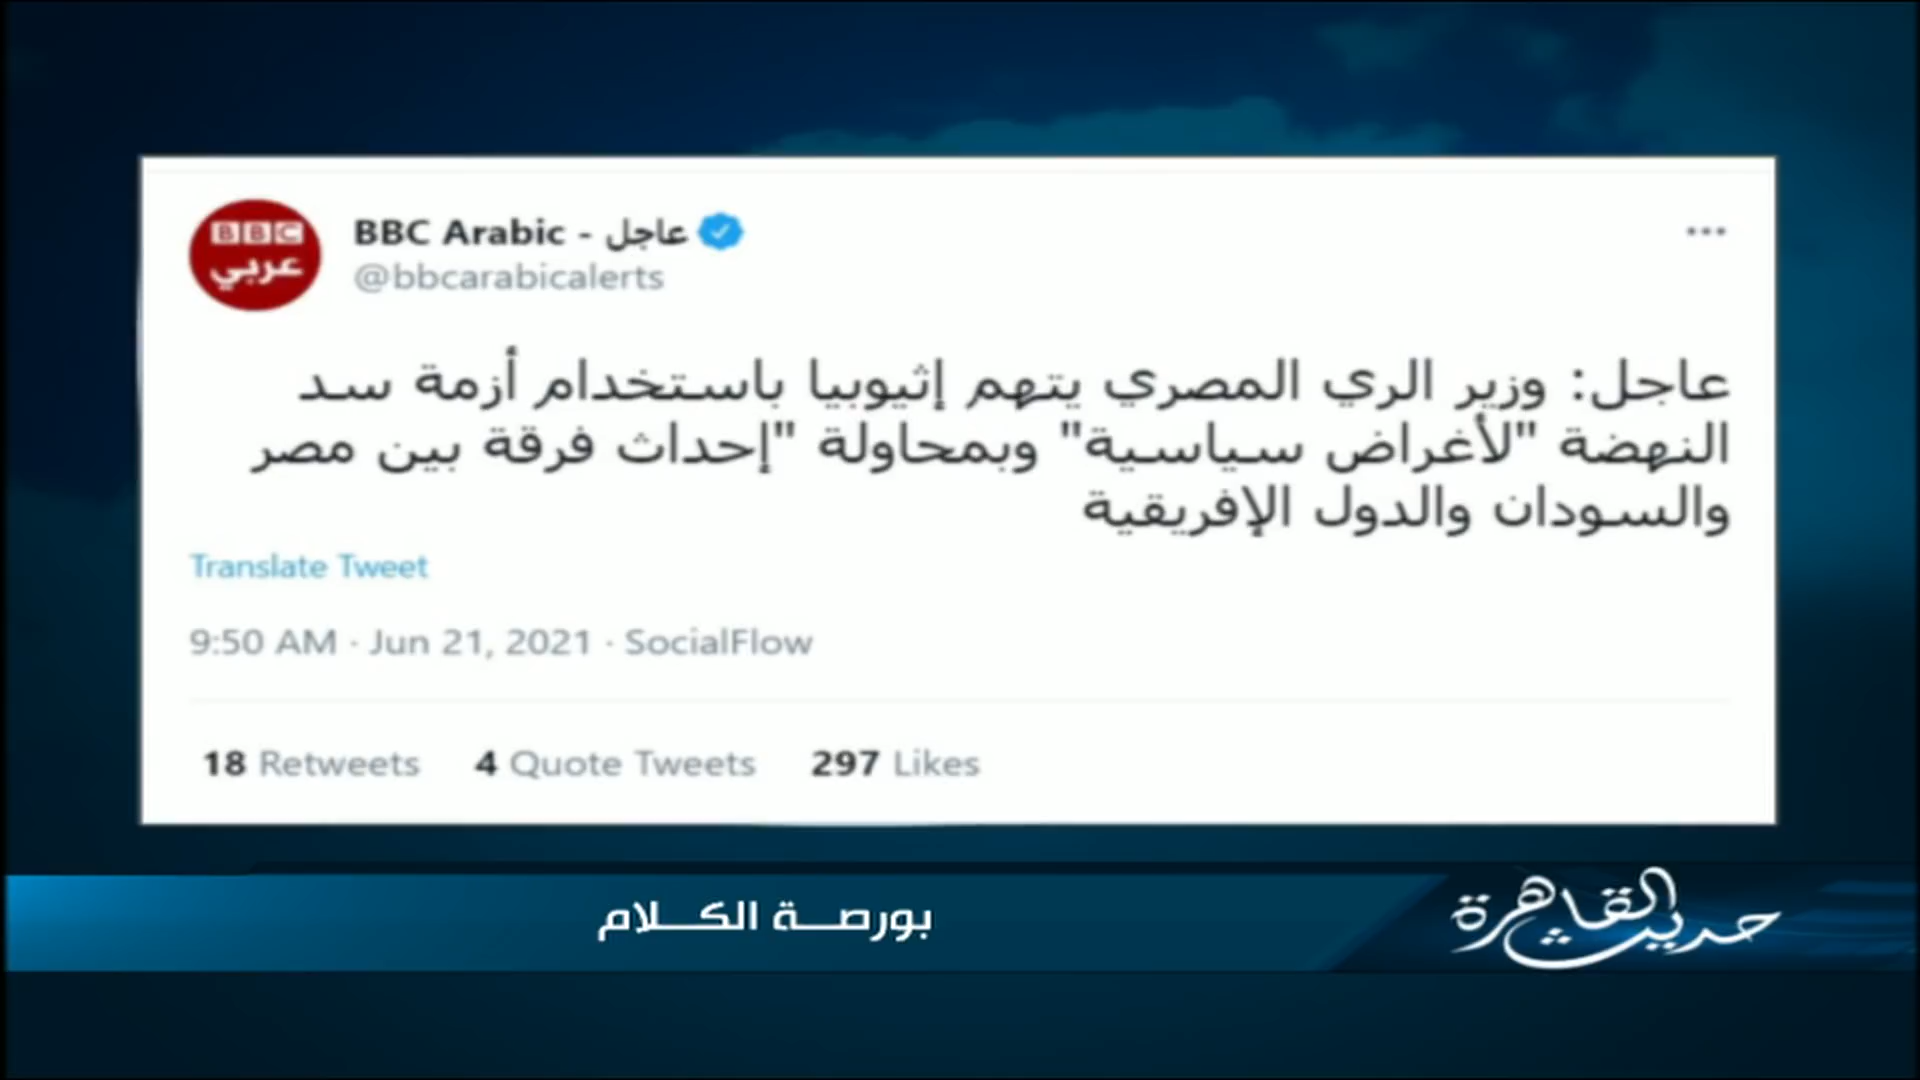 BBC
عربي
BBC Arabic - عاجل
@bbcarabicalerts
عاجل: وزير الري المصري يتهم إثيوبيا باستخدام أزمة سد
النهضة "لأغراض سياسية" وبمحاولة "إحداث فرقة بين مصر
والسودان والدول الإفريقية
Translate Tweet
9:50 AM · Jun 21, 2021 · SocialFlow
18 Retweets 4 Quote Tweets 297 Likes
بورصـة الكـلام
حديث القاهرة